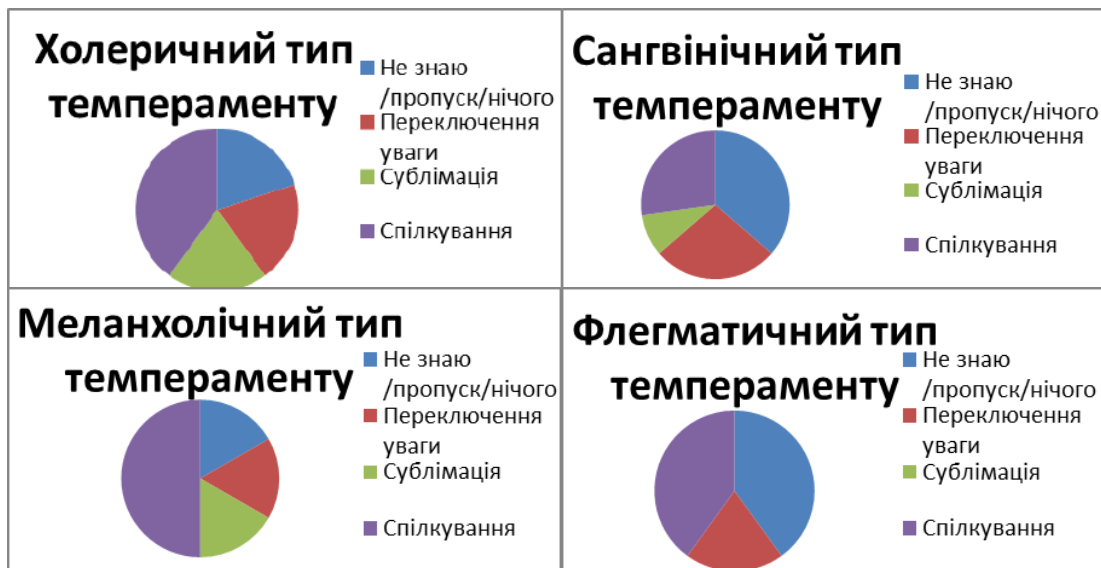 Холеричний тип
темпераменту
Не знаю
/пропуск/нічого
Переключення
уваги
Сублімація
Спілкування
Сангвінічний тип
темпераменту
Не знаю
/пропуск/нічого
Переключення
уваги
Сублімація
Спілкування
Меланхолічний тип
темпераменту
Не знаю
/пропуск/нічого
Переключення
уваги
Сублімація
Спілкування
Флегматичний тип
темпераменту
Не знаю
/пропуск/нічого
Переключення
уваги
Сублімація
Спілкування